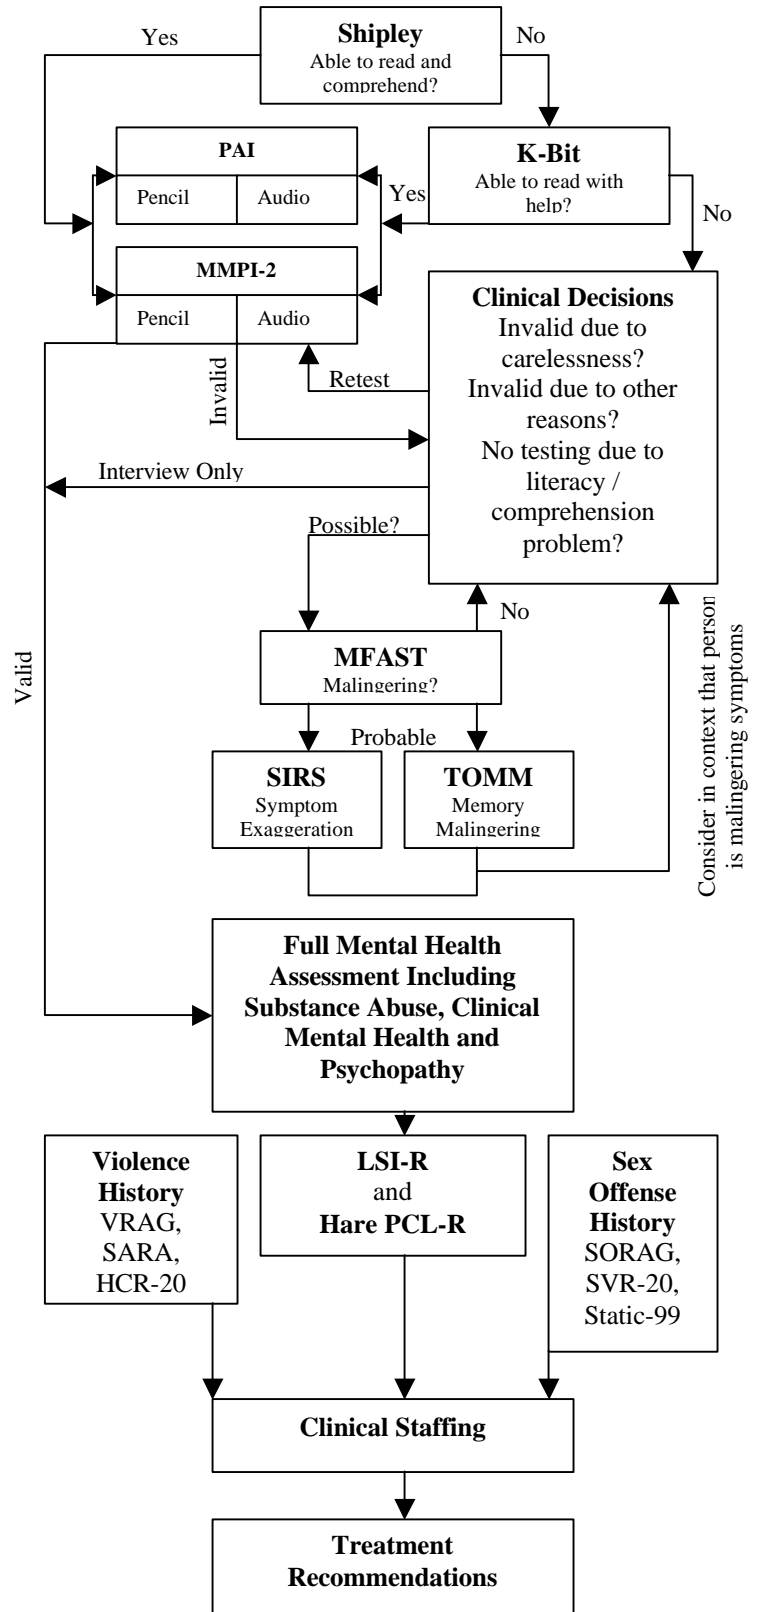 Yes
Shipley
Able to read and
comprehend?
No
PAI
Pencil
Audio
K-Bit
Able to read with
help?
Yes
No
MMPI-2
Pencil
Audio
Clinical Decisions
Invalid due to
carelessness?
Invalid due to other
reasons?
No testing due to
literacy /
comprehension
problem?
Invalid
Retest
Interview Only
Possible?
No
MFAST
Malingering?
Valid
Probable
SIRS
Symptom
Exaggeration
TOMM
Memory
Malingering
Consider in context that person
is malingering symptoms
Full Mental Health
Assessment Including
Substance Abuse, Clinical
Mental Health and
Psychopathy
Violence
History
VRAG,
SARA,
HCR-20
LSI-R
and
Hare PCL-R
Sex
Offense
History
SORAG,
SVR-20,
Static-99
Clinical Staffing
Treatment
Recommendations